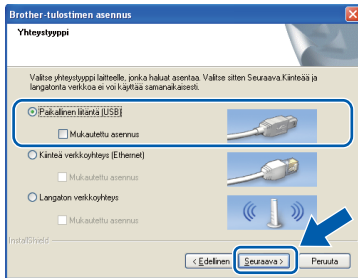 Brother-tulostimen asennus
Yhteystyyppi
Valitse yhteystyyppi laitteelle, jonka haluat asentaa. Valitse sitten Seuraava.Kiinteää ja
langatonta verkkoa ei voi käyttää samanaikaisesti.
Paikallinen liitäntä (USB)
Mukautettu asennus
Kiinteä verkkoyhteys (Ethernet)
Mukautettu asennus
Langaton verkkoyhteys
Mukautettu asennus
InstallShield
< Edellinen Seuraava > Peruuta